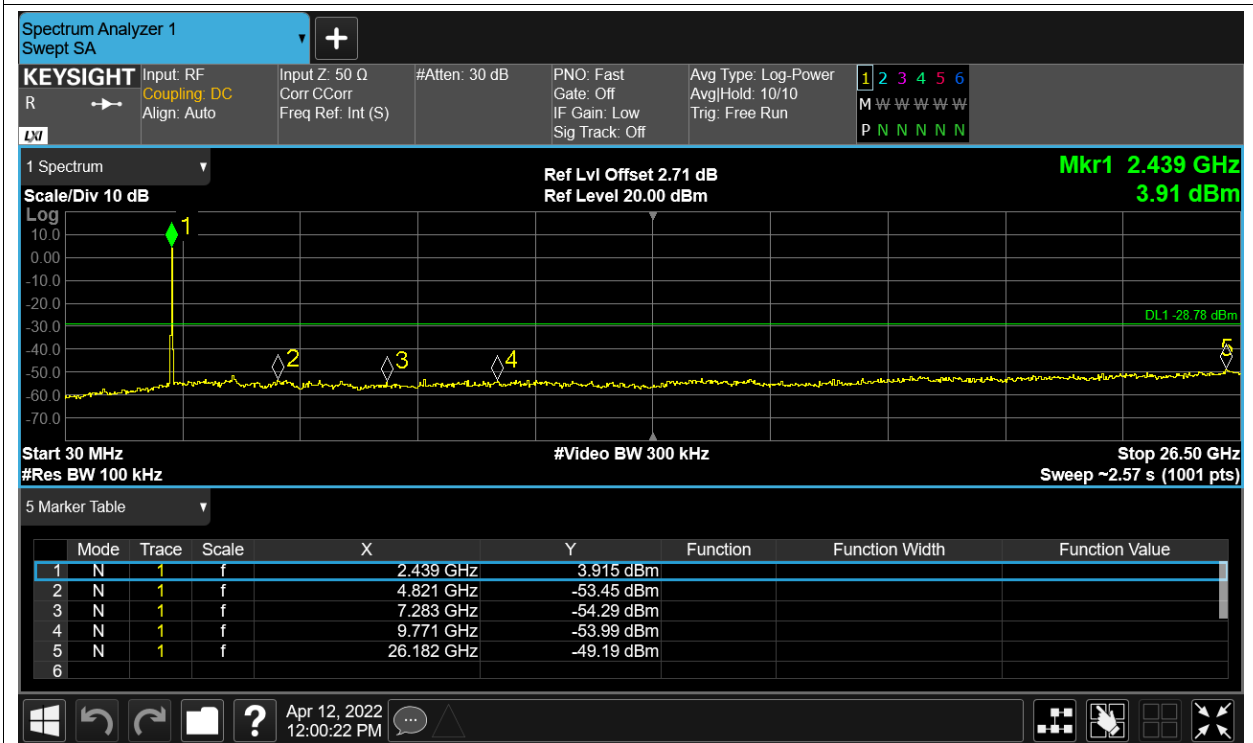 Spectrum Analyzer 1
Swept SA
+
KEYSIGHT
R
LXI
Input: RF
Coupling: DC
Align: Auto
Input Z: 50 Ω
Corr CCorr
Freq Ref: Int (S)
#Atten: 30 dB
PNO: Fast
Gate: Off
IF Gain: Low
Sig Track: Off
Avg Type: Log-Power
Avg|Hold: 10/10
Trig: Free Run
1 2 3 4 5 6
M W W W W W
P N N N N N
1 Spectrum
Scale/Div 10 dB
Ref Lvl Offset 2.71 dB
Ref Level 20.00 dBm
Mkr1 2.439 GHz
3.91 dBm
Log
10.0
0.00
-10.0
-20.0
-30.0
-40.0
-50.0
-60.0
-70.0
1
2
3
4
5
DL1 -28.78 dBm
Start 30 MHz
#Res BW 100 kHz
#Video BW 300 kHz
Stop 26.50 GHz
Sweep ~2.57 s (1001 pts)
5 Marker Table
Mode Trace Scale X Y Function Function Width Function Value
1 N 1 f 2.439 GHz 3.915 dBm
2 N 1 f 4.821 GHz -53.45 dBm
3 N 1 f 7.283 GHz -54.29 dBm
4 N 1 f 9.771 GHz -53.99 dBm
5 N 1 f 26.182 GHz -49.19 dBm
6
?
Apr 12, 2022
12:00:22 PM